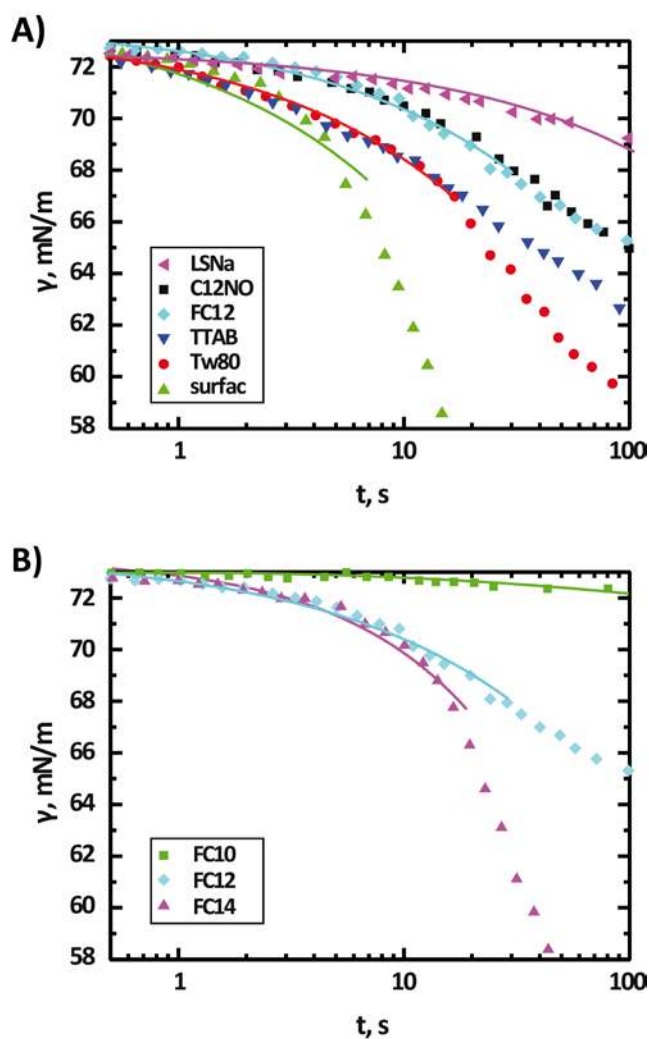 A)
72
70
68
66
64
62
60
58
γ, mN/m
LSNa
C12NO
FC12
TTAB
Tw80
surfac
1
10
100
t, s
B)
72
70
68
66
64
62
60
58
γ, mN/m
FC10
FC12
FC14
1
10
100
t, s